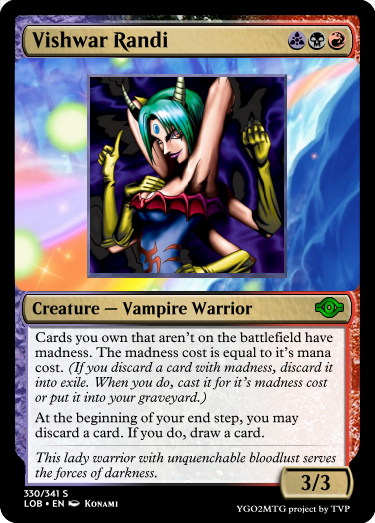 Vishwar Randi
Creature — Vampire Warrior
Cards you own that aren't on the battlefield have
madness. The madness cost is equal to it's mana
cost. (If you discard a card with madness, discard it
into exile. When you do, cast it for it's madness cost
or put it into your graveyard.)
At the beginning of your end step, you may
discard a card. If you do, draw a card.
This lady warrior with unquenchable bloodlust serves
the forces of darkness.
3/3
330/341 S
LOB • EN Konami
YGO2MTG project by TVP